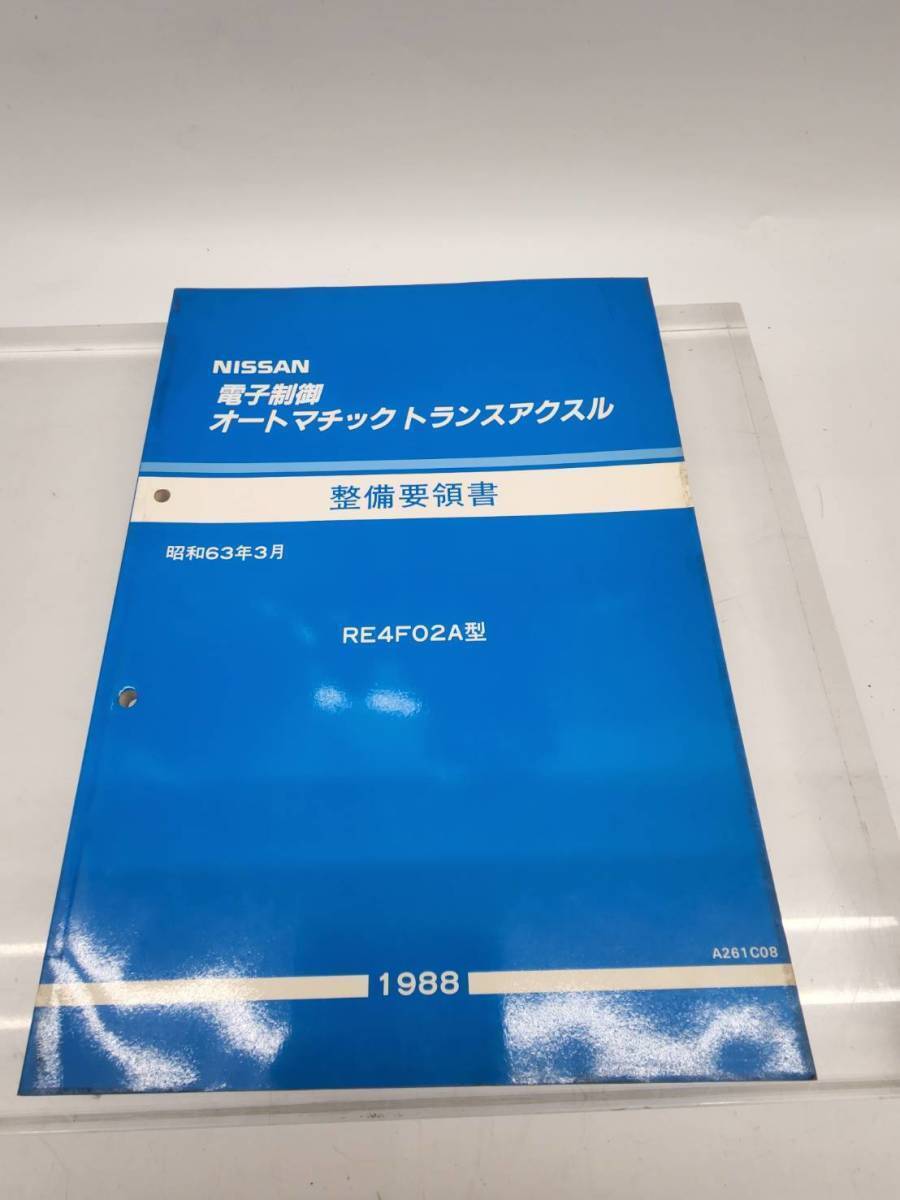 NISSAN
電子制御
オートマチックトランスアクスル
整備要領書
昭和63年3月
RE4F02A型
A261C08
1988